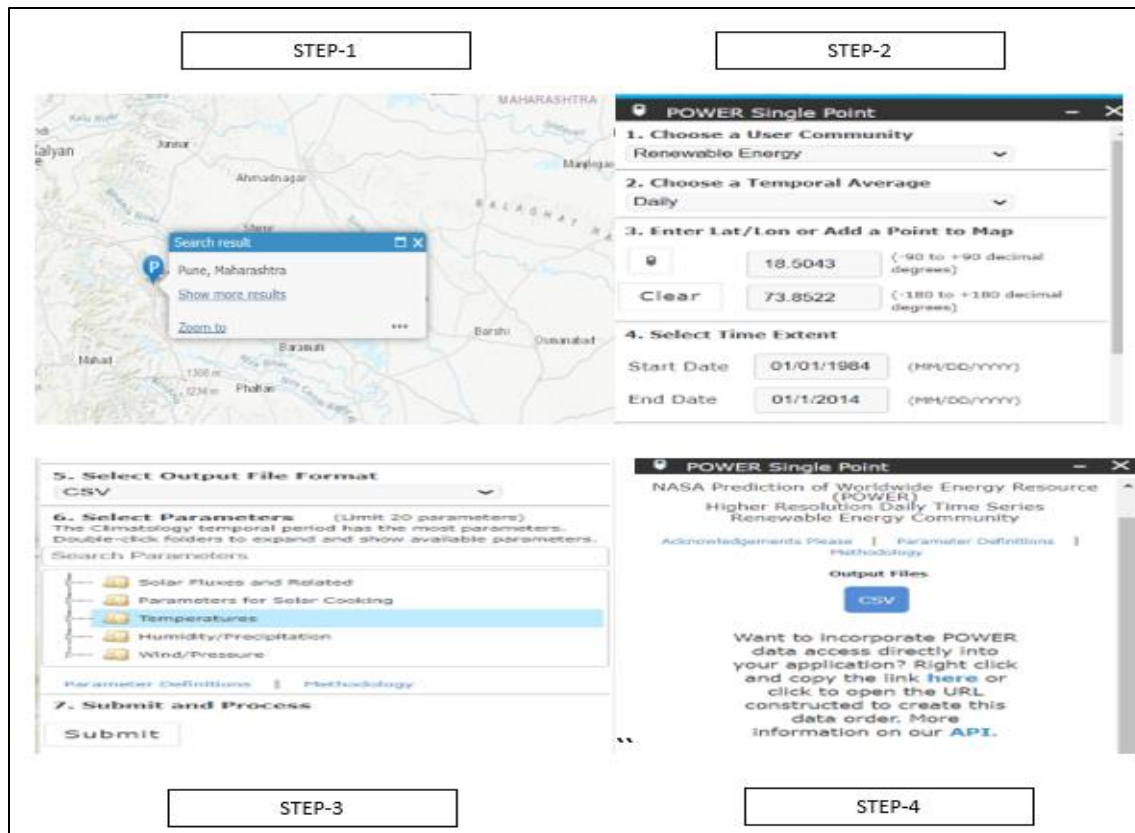 STEP-1
STEP-2
MAHARASHTRA
Kalyan
Junnar
Ahmadnagar
BALAGHAT
Search result
Pune, Maharashtra
Show more results
Zoom to
...
Baramati
Barshi
Osmanabad
Mahad
1234 m
Phaltan
POWER Single Point
1. Choose a User Community
Renewable Energy
2. Choose a Temporal Average
Daily
3. Enter Lat/Lon or Add a Point to Map
18.5043 (-90 to +90 decimal
degrees)
Clear 73.8522 (-180 to +180 decimal
degrees)
4. Select Time Extent
Start Date 01/01/1984 (MM/DD/YYYY)
End Date 01/1/2014 (MM/DD/YYYY)
5. Select Output File Format
CSV
6. Select Parameters (Limit 20 parameters)
The Climatology temporal period has the most parameters.
Double-click folders to expand and show available parameters.
Search Parameters
Solar Fluxes and Related
Parameters for Solar Cooking
Temperatures
Humidity/Precipitation
Wind/Pressure
Parameter Definitions | Methodology
7. Submit and Process
Submit
POWER Single Point
NASA Prediction of Worldwide Energy Resource
(POWER)
Higher Resolution Daily Time Series
Renewable Energy Community
Acknowledgements Please | Parameter Definitions |
Methodology
Output Files
CSV
Want to incorporate POWER
data access directly into
your application? Right click
and copy the link here or
click to open the URL
constructed to create this
data order. More
information on our API.
STEP-3
STEP-4